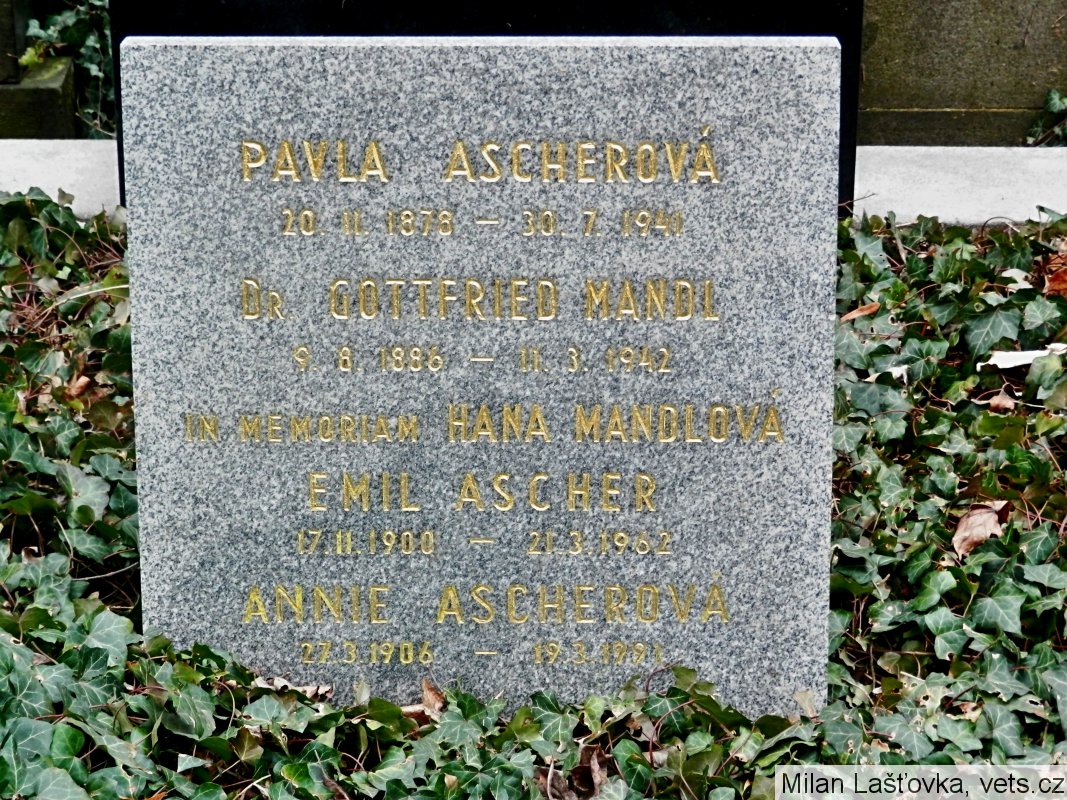 PAVLA ASCHEROVÁ
20. 11. 1878 – 30. 7. 1941
DR. GOTTFRIED MANDL
9. 8. 1886 – 11. 3. 1942
IN MEMORIAM HANA MANDLOVÁ
EMIL ASCHER
17.11.1900 – 21.3.1962
ANNIE ASCHEROVÁ
27.3.1906 – 19.3.1991
Milan Lašťovka, vets.cz